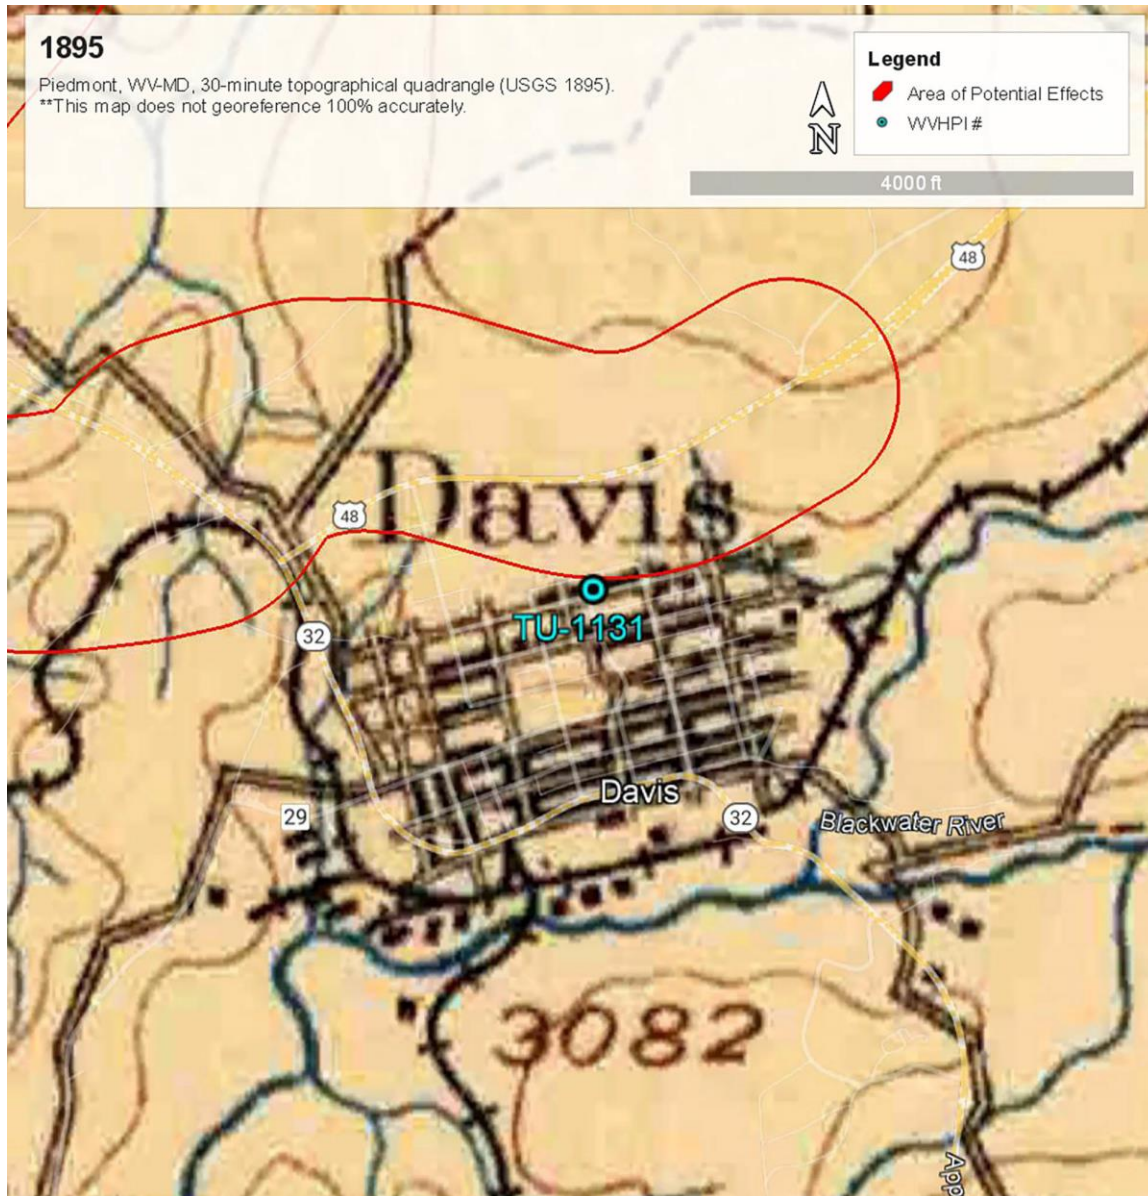 1895
Piedmont, WV-MD, 30-minute topographical quadrangle (USGS 1895).
**This map does not georeference 100% accurately.
N
Legend
Area of Potential Effects
WVHPI #
4000 ft
48
Davis
48
TU-1131
32
Davis
32
29
Blackwater River
3082
App